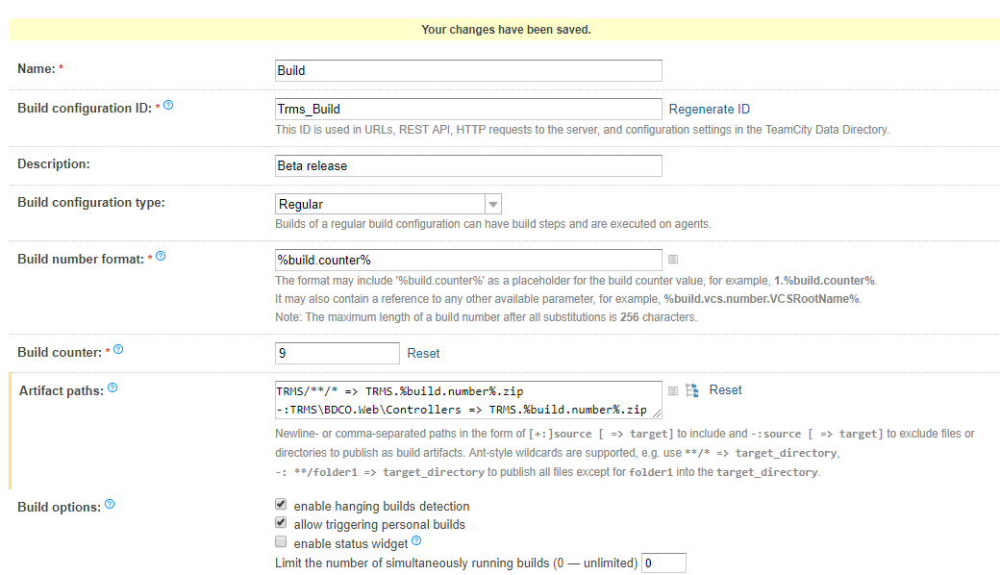 Your changes have been saved.
Name: *
Build
Build configuration ID: * ?
Trms_Build
Regenerate ID
This ID is used in URLs, REST API, HTTP requests to the server, and configuration settings in the TeamCity Data Directory.
Description:
Beta release
Build configuration type:
Regular
Builds of a regular build configuration can have build steps and are executed on agents.
Build number format: * ?
%build.counter%
The format may include '%build.counter%' as a placeholder for the build counter value, for example, 1.%build.counter%.
It may also contain a reference to any other available parameter, for example, %build.vcs.number.VCSRootName%.
Note: The maximum length of a build number after all substitutions is 256 characters.
Build counter: * ?
9
Reset
Artifact paths: ?
TRMS/**/* => TRMS.%build.number%.zip
-:TRMS\BDCO.Web\Controllers => TRMS.%build.number%.zip
Reset
Newline- or comma-separated paths in the form of [+:]source [ => target] to include and -:source [ => target] to exclude files or
directories to publish as build artifacts. Ant-style wildcards are supported, e.g. use **/* => target_directory,
-: **/folder1 => target_directory to publish all files except for folder1 into the target_directory.
Build options: ?
enable hanging builds detection
allow triggering personal builds
enable status widget ?
Limit the number of simultaneously running builds (0 — unlimited) 0